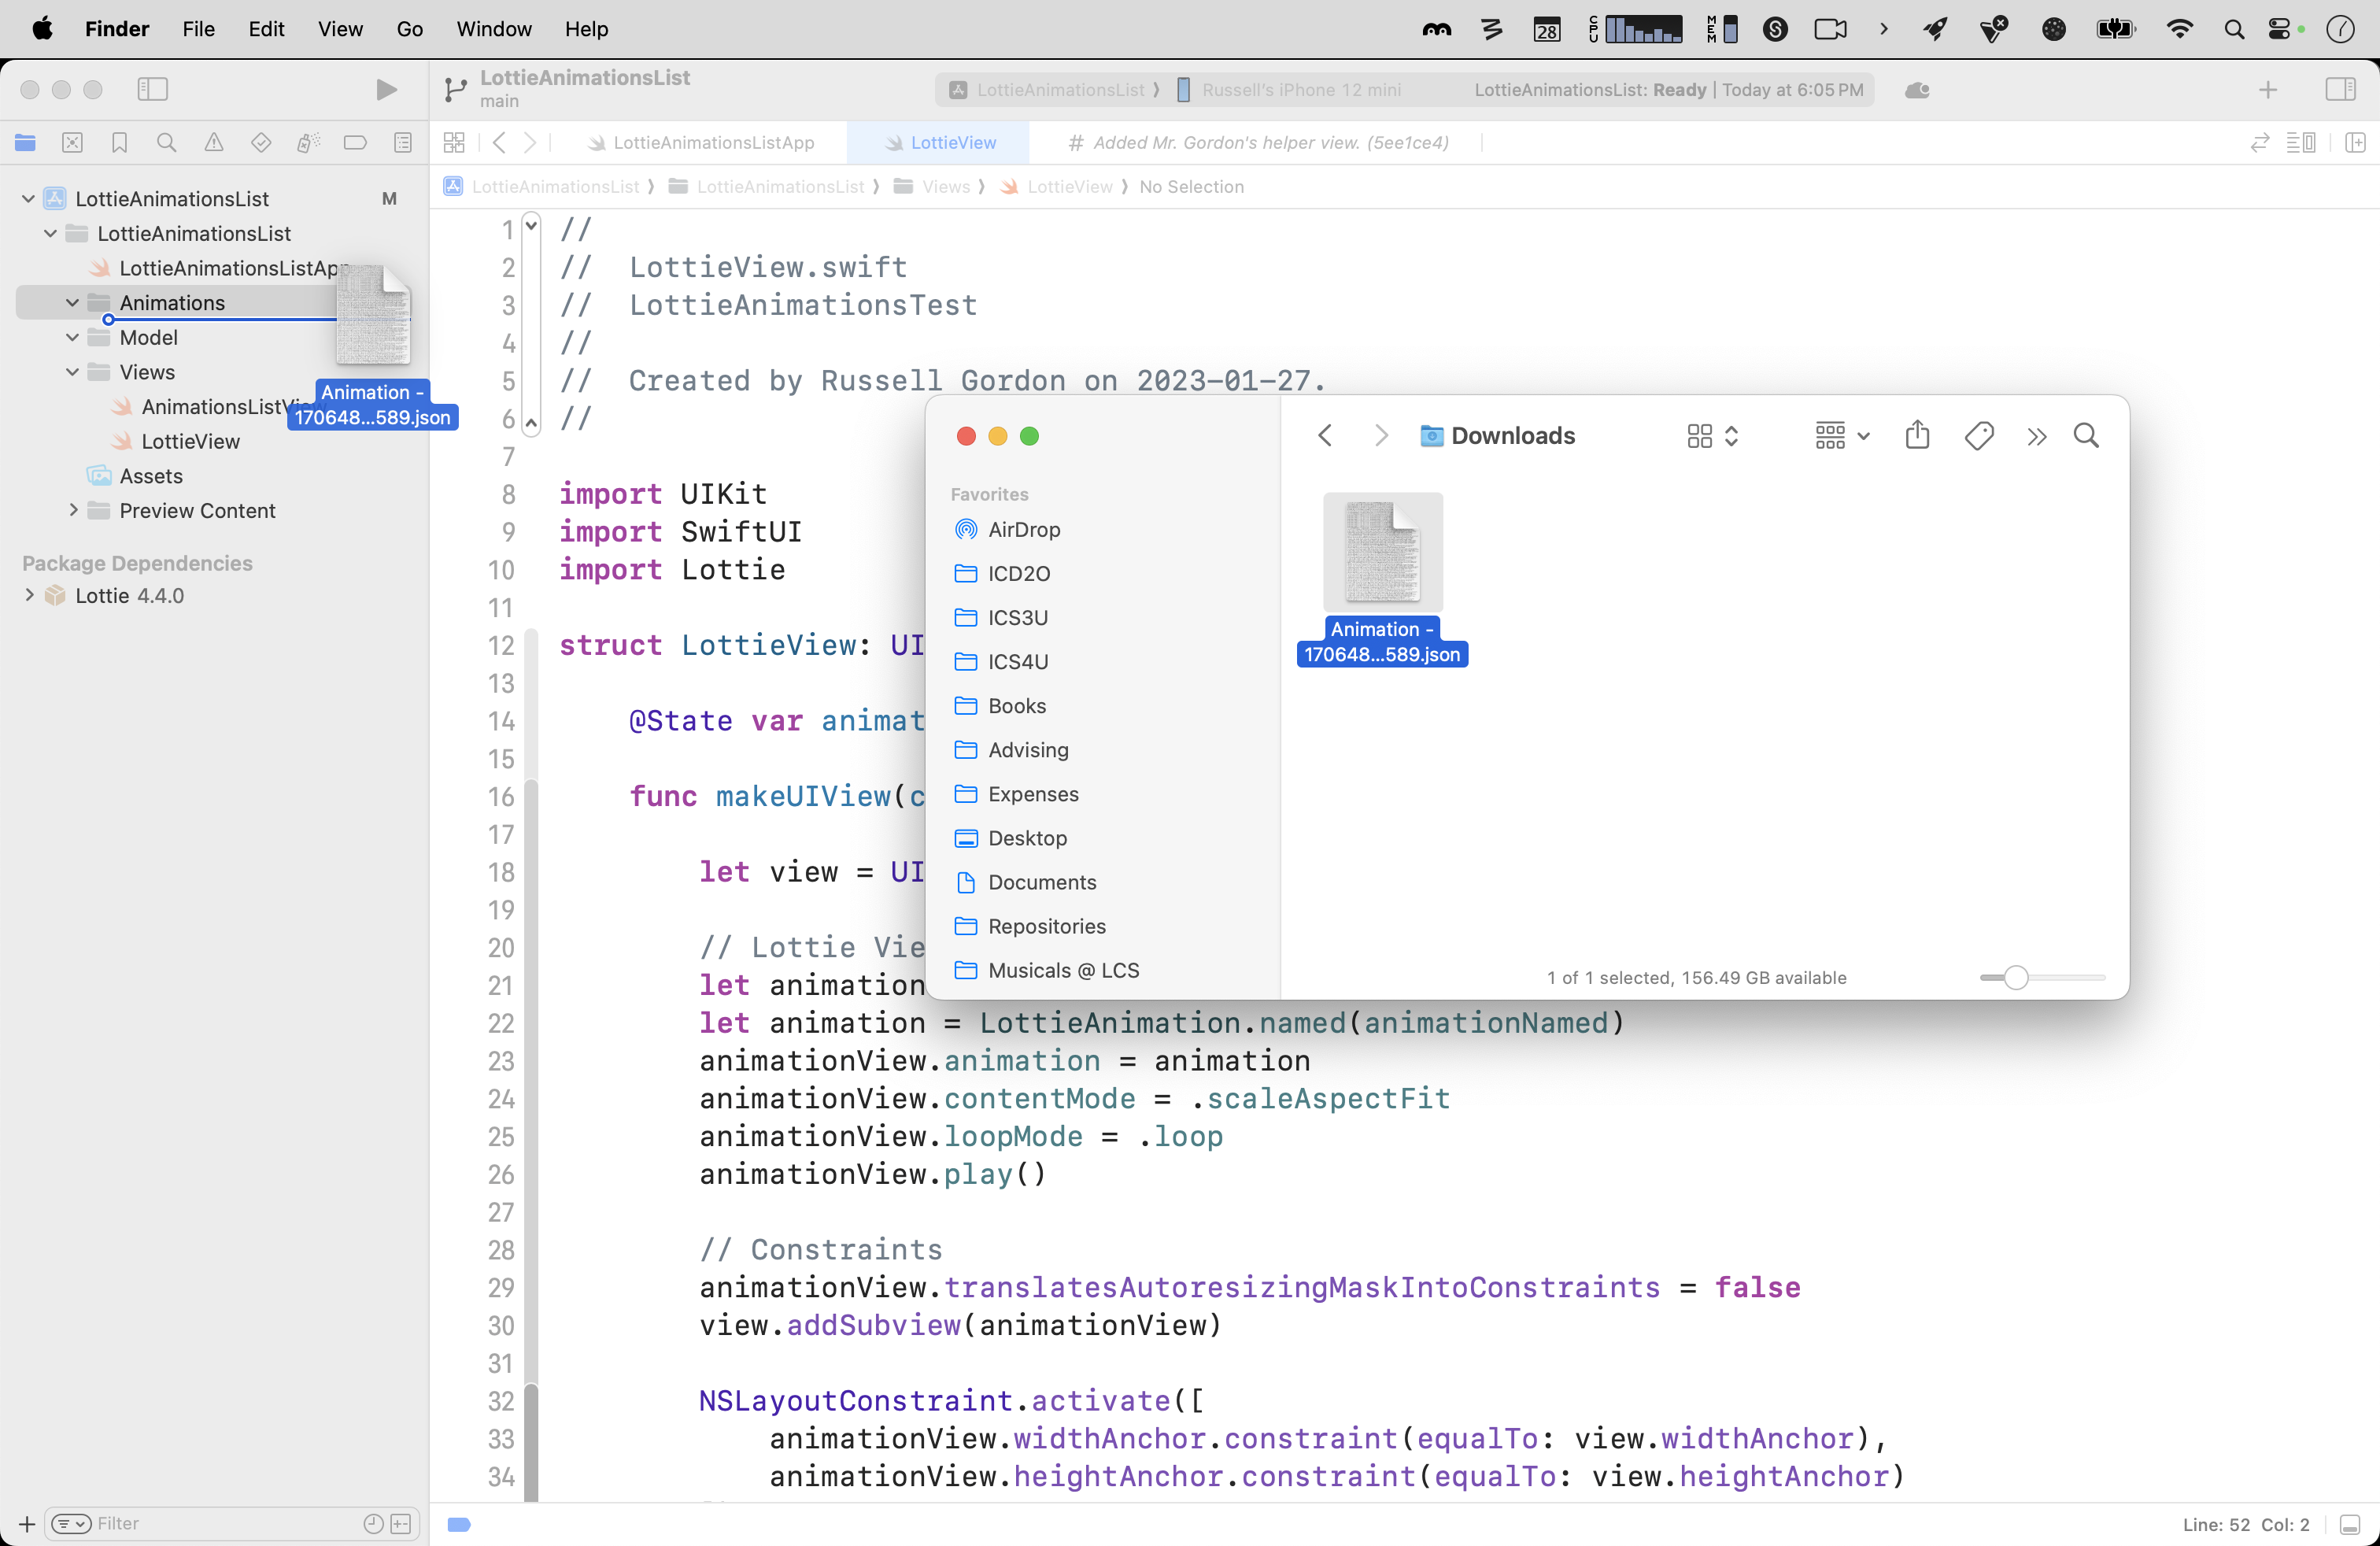 Finder File Edit View Go Window Help
28
CPU
MEM
LottieAnimationsList
main
LottieAnimationsList ⟩ Russell's iPhone 12 mini
LottieAnimationsList: Ready | Today at 6:05 PM
LottieAnimationsListApp
LottieView
# Added Mr. Gordon's helper view. (5ee1ce4)
LottieAnimationsList ⟩ LottieAnimationsList ⟩ Views ⟩ LottieView ⟩ No Selection
LottieAnimationsList M
LottieAnimationsList
LottieAnimationsListApp
Animations
Model
Views
AnimationsListView
LottieView
Assets
Preview Content
Animation -
170648...589.json
Package Dependencies
Lottie 4.4.0
Filter
1 //
2 // LottieView.swift
3 // LottieAnimationsTest
4 //
5 // Created by Russell Gordon on 2023-01-27.
6 //
7
8 import UIKit
9 import SwiftUI
10 import Lottie
11
12 struct LottieView: UI
13
14 @State var animat
15
16 func makeUIView(c
17
18 let view = UI
19
20 // Lottie Vie
21 let animation
22 let animation = LottieAnimation.named(animationNamed)
23 animationView.animation = animation
24 animationView.contentMode = .scaleAspectFit
25 animationView.loopMode = .loop
26 animationView.play()
27
28 // Constraints
29 animationView.translatesAutoresizingMaskIntoConstraints = false
30 view.addSubview(animationView)
31
32 NSLayoutConstraint.activate([
33 animationView.widthAnchor.constraint(equalTo: view.widthAnchor),
34 animationView.heightAnchor.constraint(equalTo: view.heightAnchor)
Line: 52 Col: 2
Downloads
Favorites
AirDrop
ICD2O
ICS3U
ICS4U
Books
Advising
Expenses
Desktop
Documents
Repositories
Musicals @ LCS
Animation -
170648...589.json
1 of 1 selected, 156.49 GB available